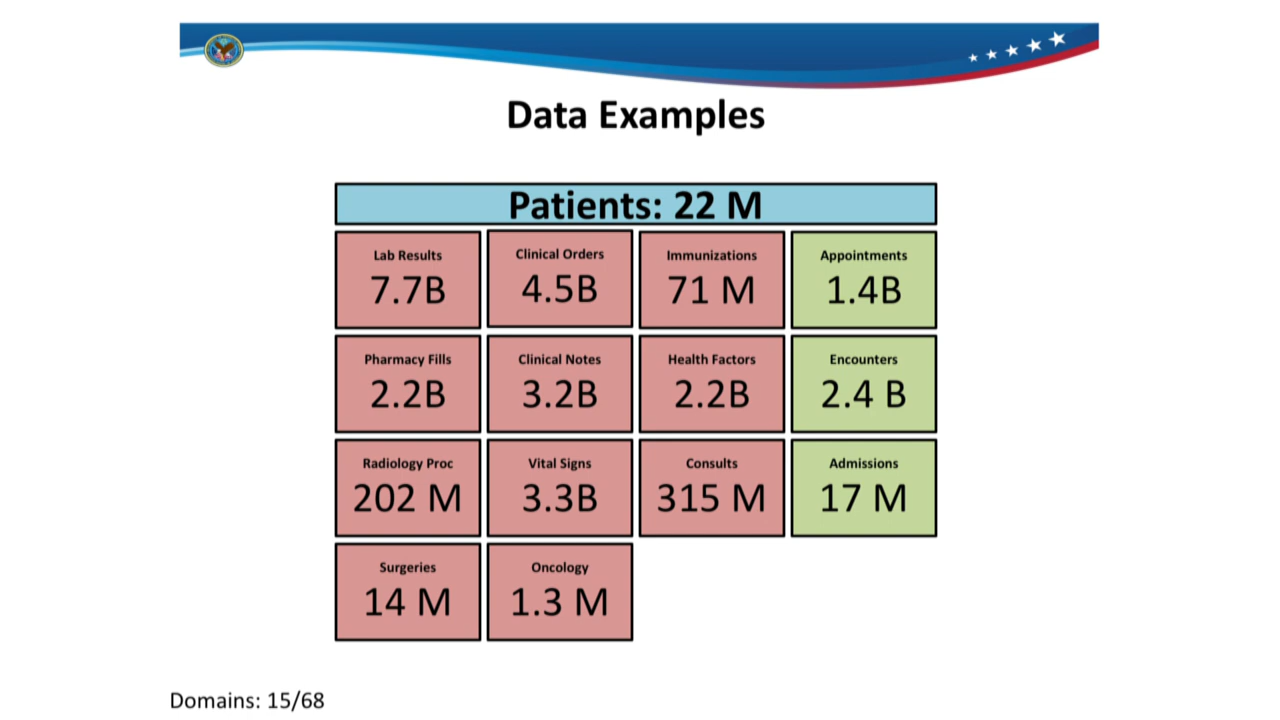 Data Examples
Patients: 22 M
Lab Results
7.7B
Clinical Orders
4.5B
Immunizations
71 M
Appointments
1.4B
Pharmacy Fills
2.2B
Clinical Notes
3.2B
Health Factors
2.2B
Encounters
2.4 B
Radiology Proc
202 M
Vital Signs
3.3B
Consults
315 M
Admissions
17 M
Surgeries
14 M
Oncology
1.3 M
Domains: 15/68